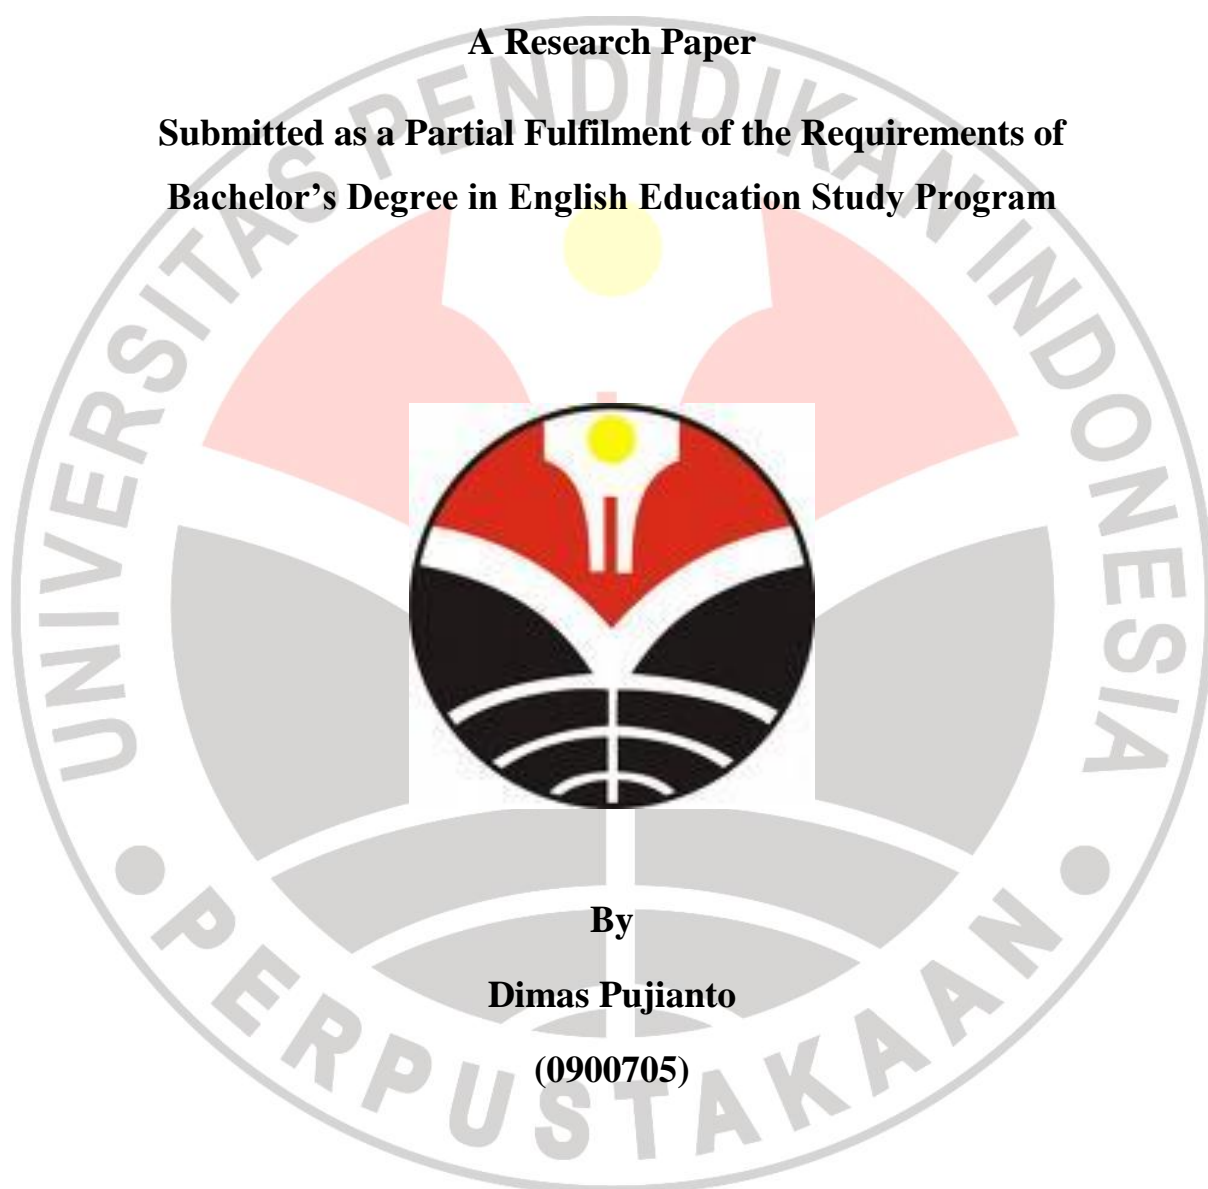 A Research Paper
Submitted as a Partial Fulfilment of the Requirements of
Bachelor’s Degree in English Education Study Program
UNIVERSITAS PENDIDIKAN INDONESIA
By
Dimas Pujianto
(0900705)
PERPUSTAKAAN